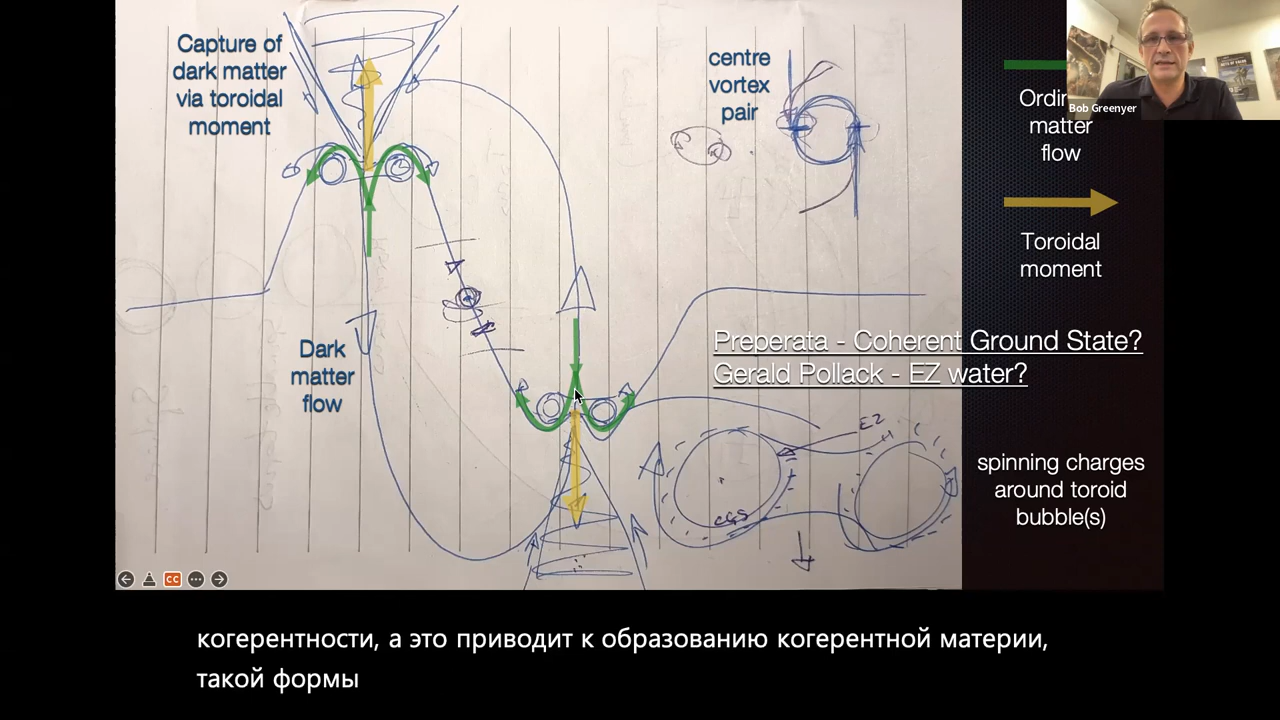 Capture of
dark matter
via toroidal
moment
centre
vortex
pair
Bob Greenyer
matter
flow
Toroidal
moment
Dark
matter
flow
Preperata - Coherent Ground State?
Gerald Pollack - EZ water?
EZ
CGS
spinning charges
around toroid
bubble(s)
CC
когерентности, а это приводит к образованию когерентной материи,
такой формы